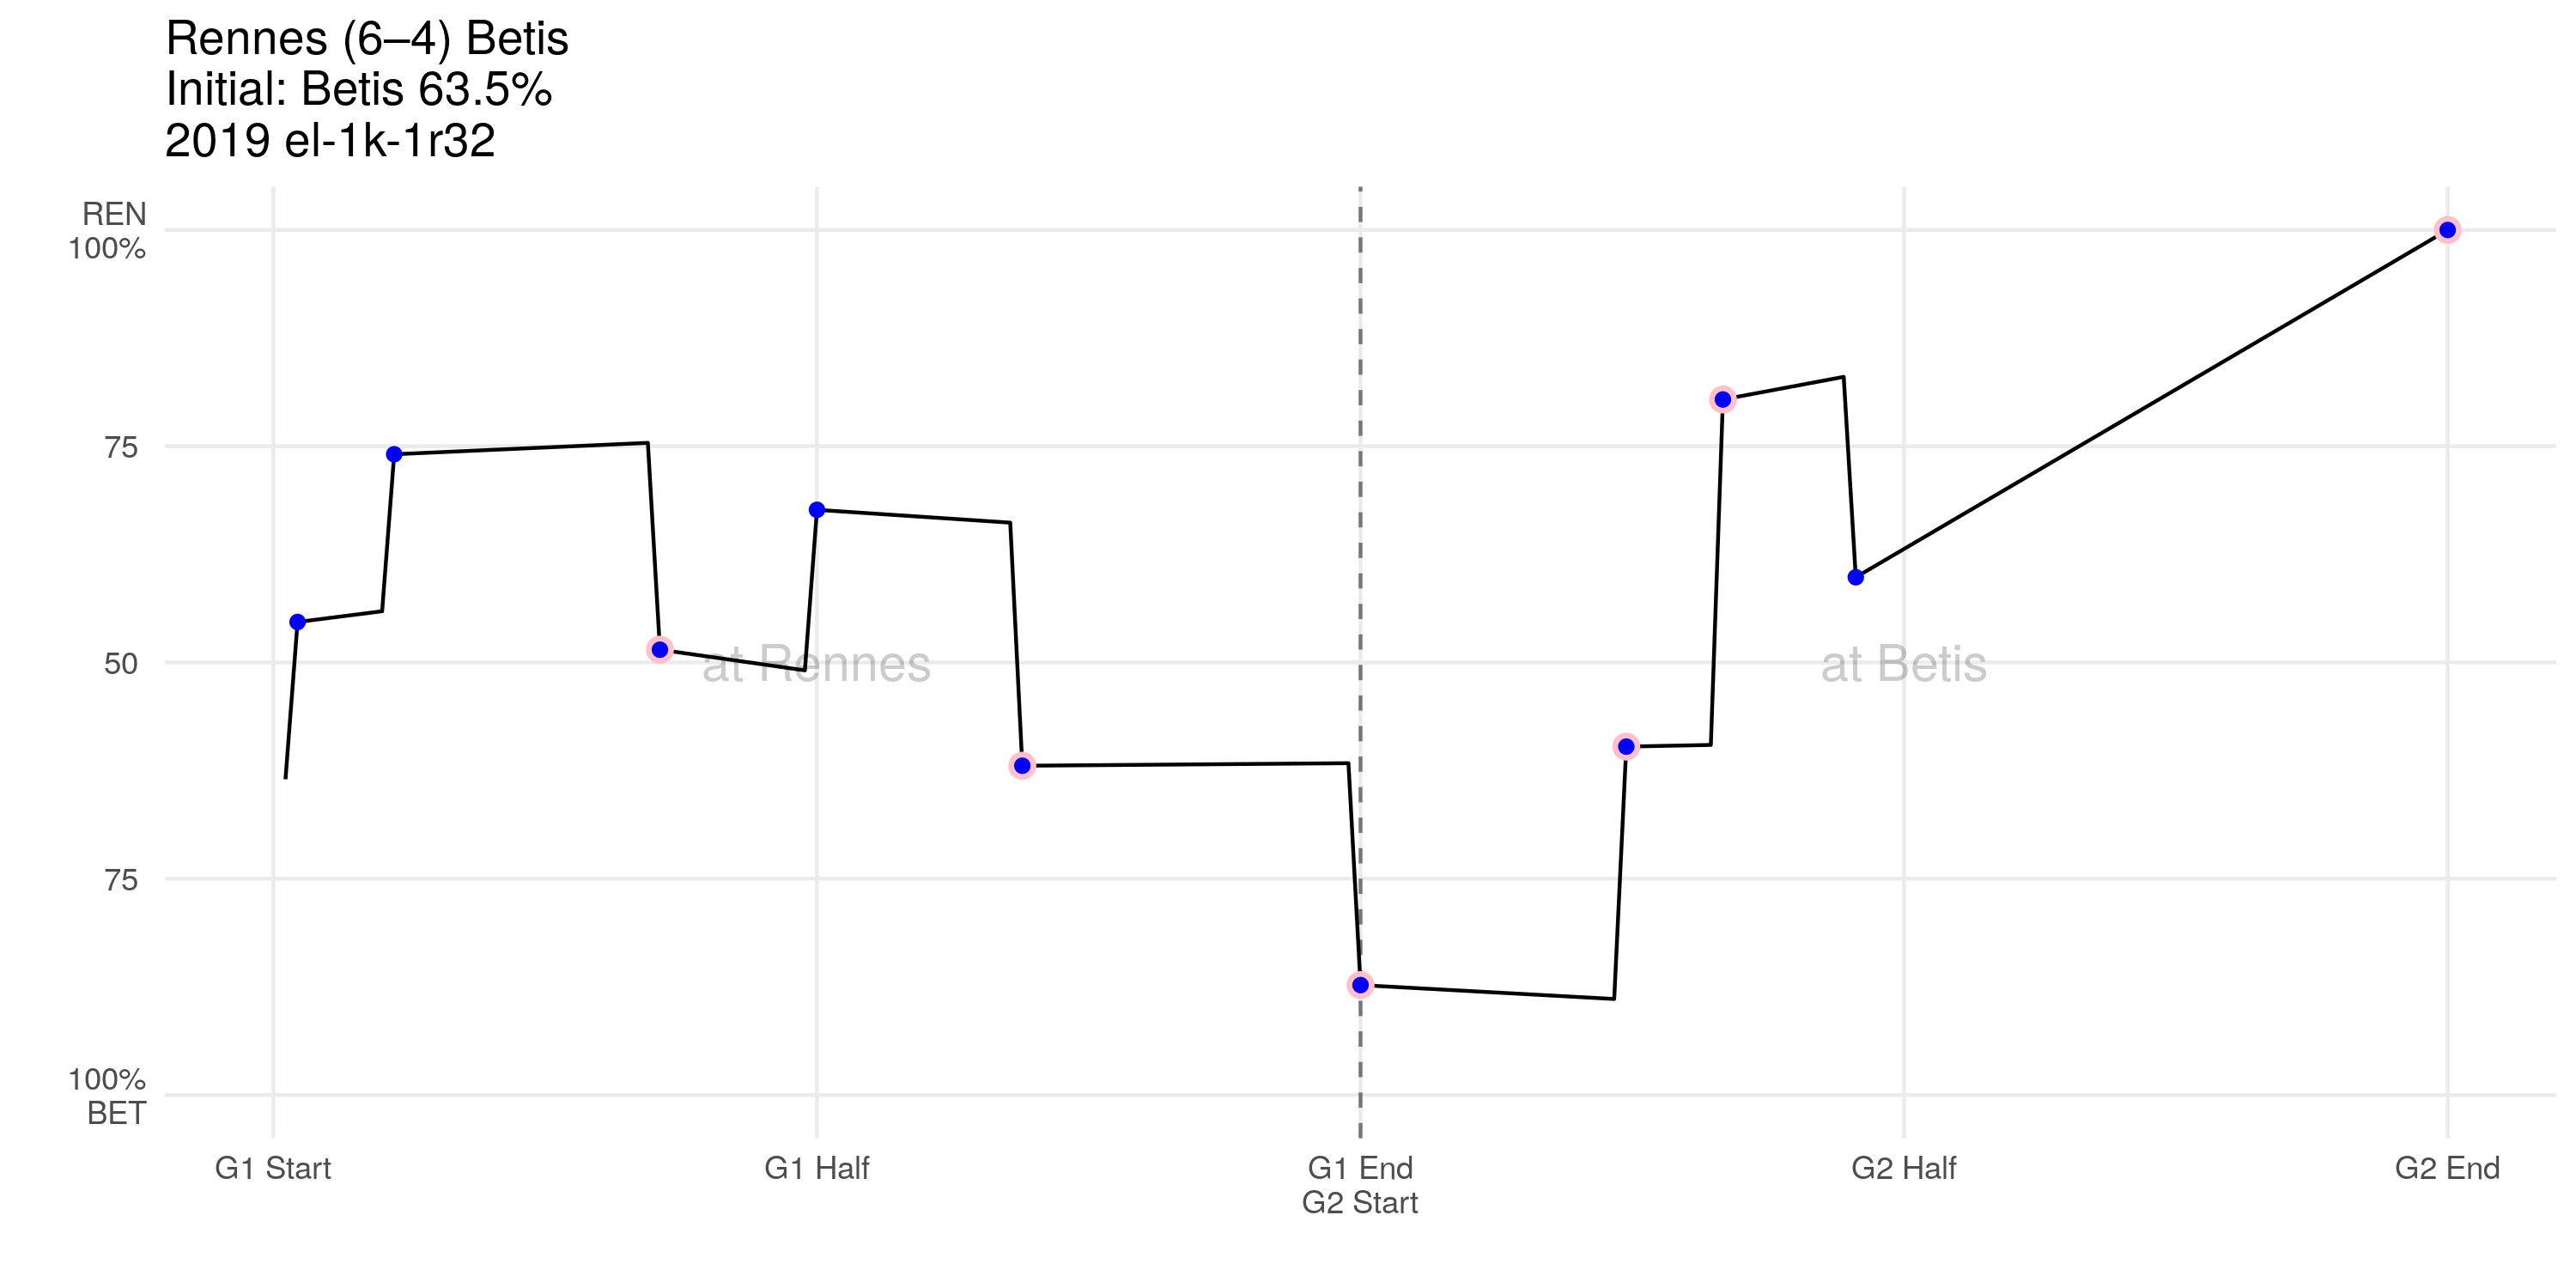 Rennes (6–4) Betis
Initial: Betis 63.5%
2019 el-1k-1r32
REN
100%
75
50
at Rennes
at Betis
75
100%
BET
G1 Start
G1 Half
G1 End
G2 Start
G2 Half
G2 End